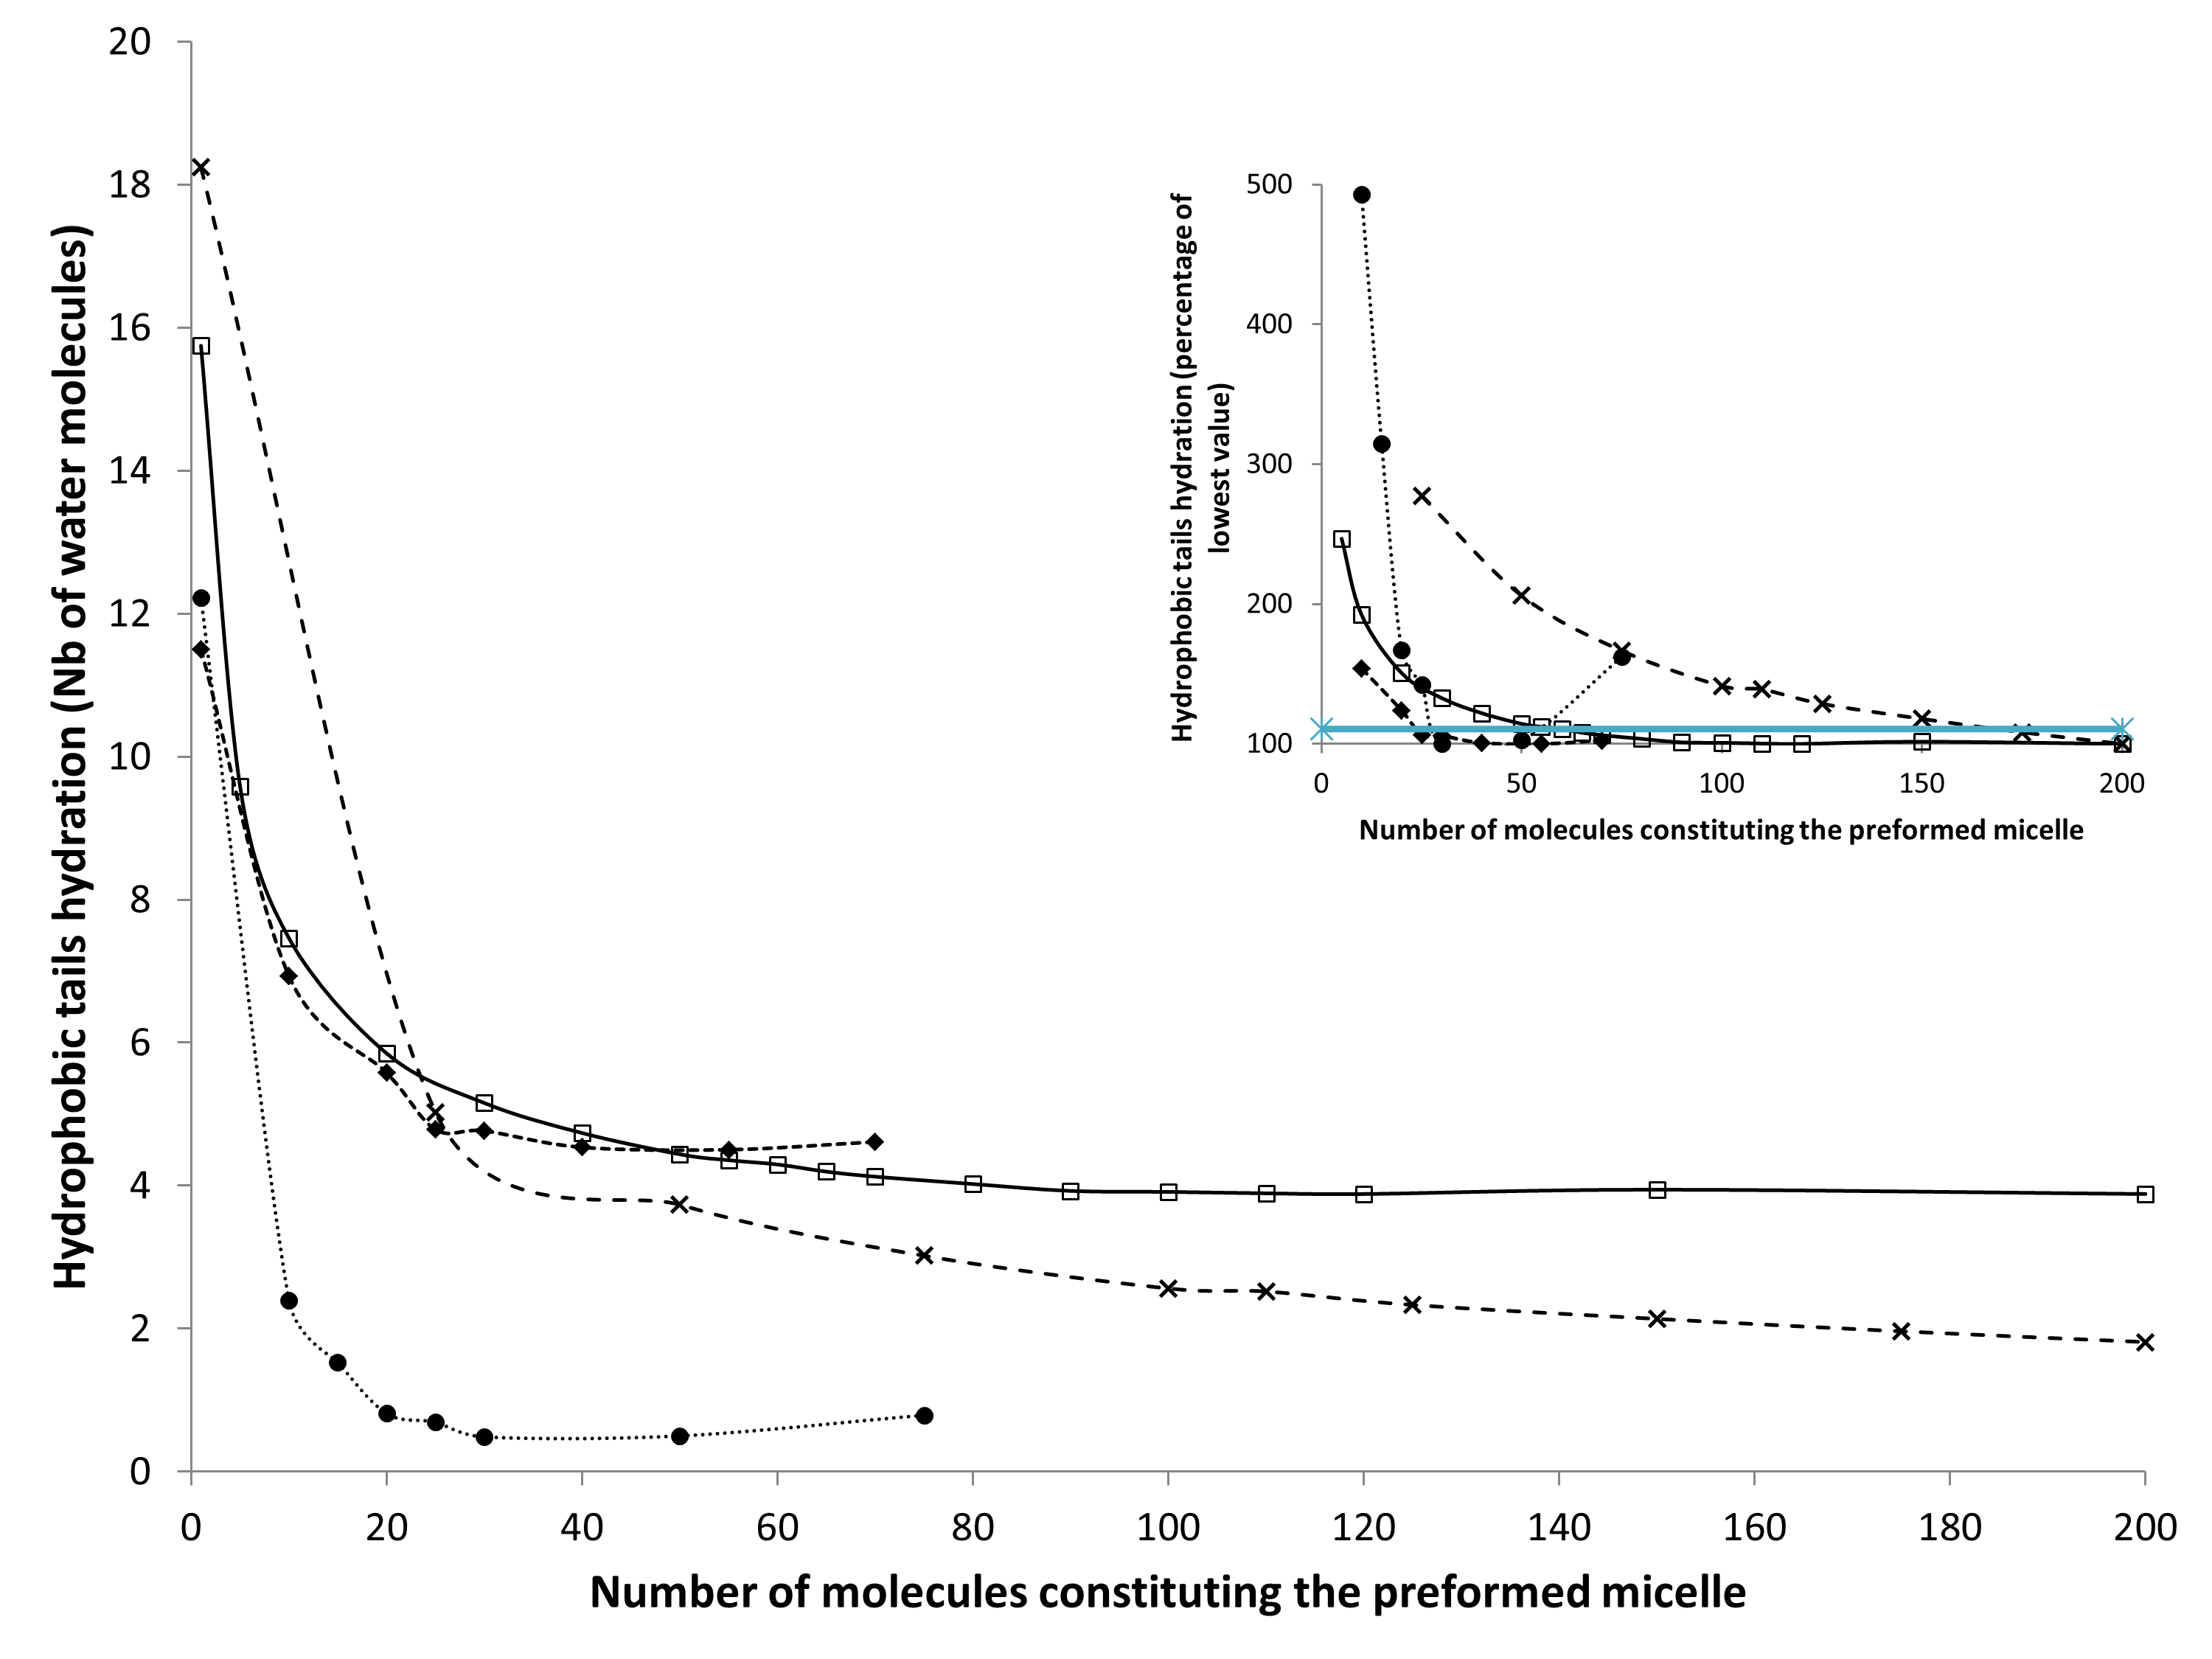 Hydrophobic tails hydration (Nb of water molecules)
20
18
16
14
12
10
8
6
4
2
0
0 20 40 60 80 100 120 140 160 180 200
Number of molecules constituting the preformed micelle
Hydrophobic tails hydration (percentage of
lowest value)
500
400
300
200
100
0 50 100 150 200
Number of molecules constituting the preformed micelle